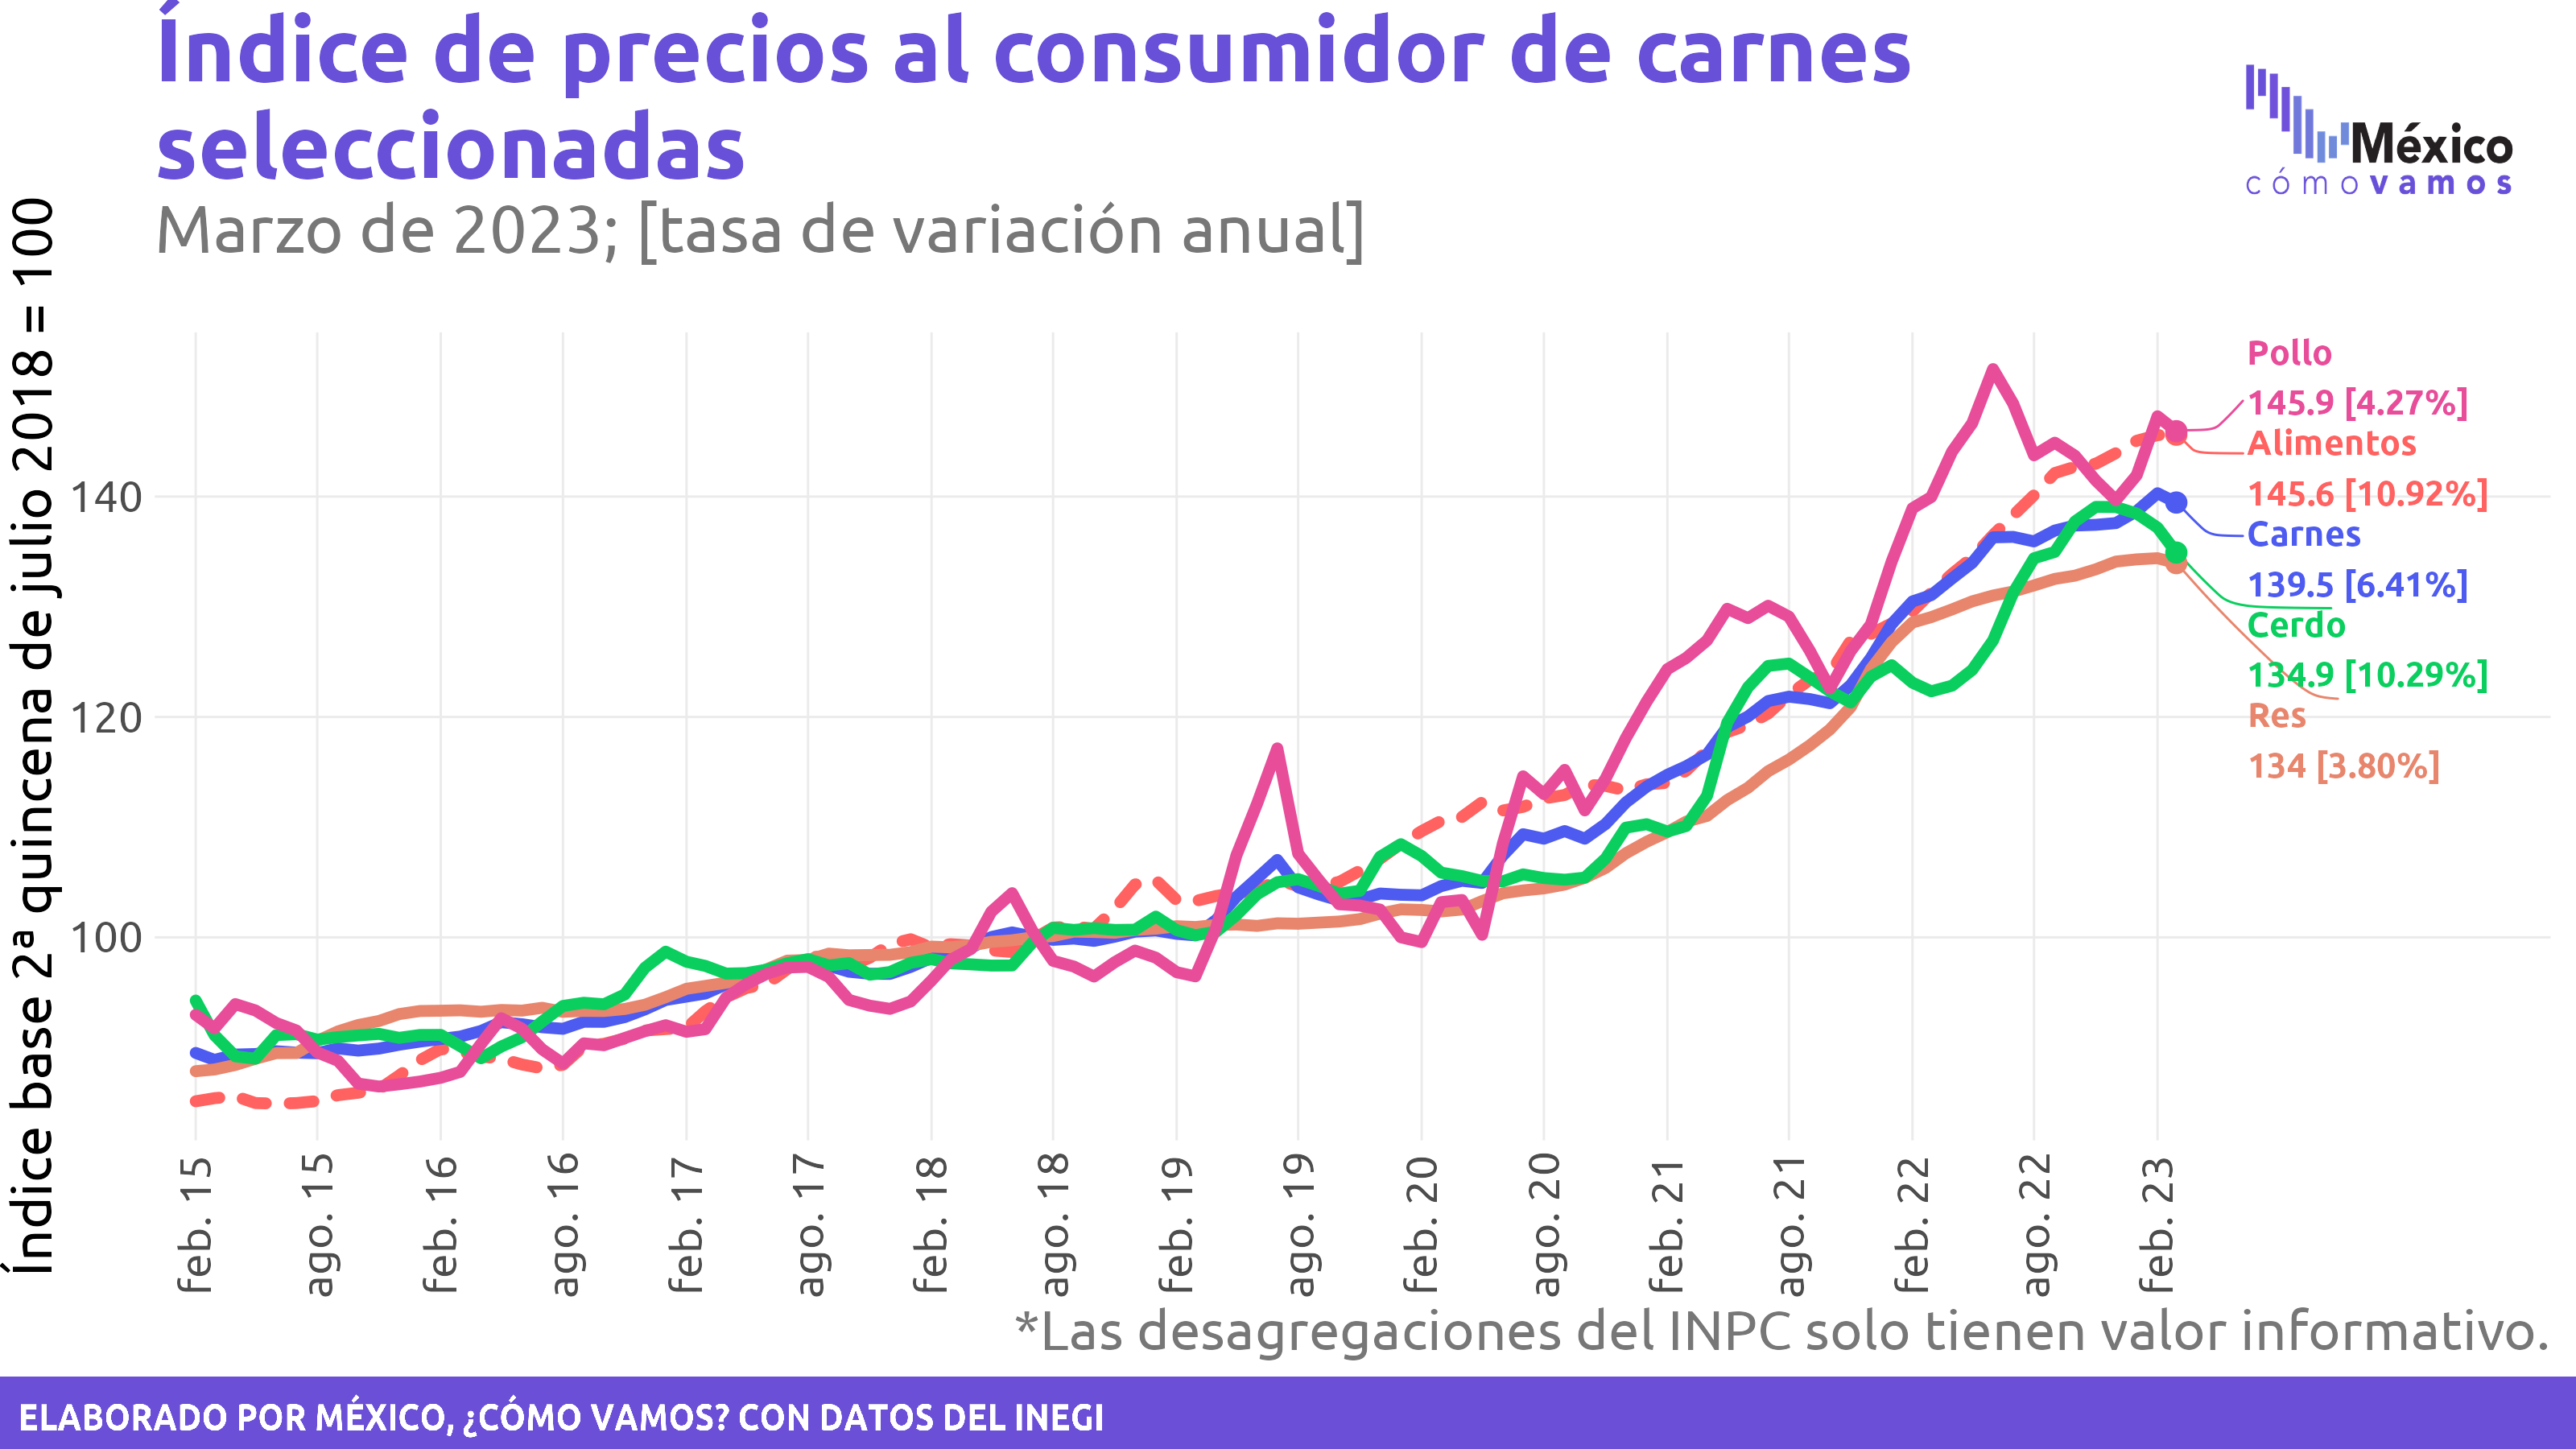 Índice de precios al consumidor de carnes
seleccionadas
Marzo de 2023; [tasa de variación anual]
México
cómo vamos
Índice base 2ª quincena de julio 2018 = 100
140
120
100
Pollo
145.9 [4.27%]
Alimentos
145.6 [10.92%]
Carnes
139.5 [6.41%]
Cerdo
134.9 [10.29%]
Res
134 [3.80%]
feb. 15
ago. 15
feb. 16
ago. 16
feb. 17
ago. 17
feb. 18
ago. 18
feb. 19
ago. 19
feb. 20
ago. 20
feb. 21
ago. 21
feb. 22
ago. 22
feb. 23
*Las desagregaciones del INPC solo tienen valor informativo.
ELABORADO POR MÉXICO, ¿CÓMO VAMOS? CON DATOS DEL INEGI